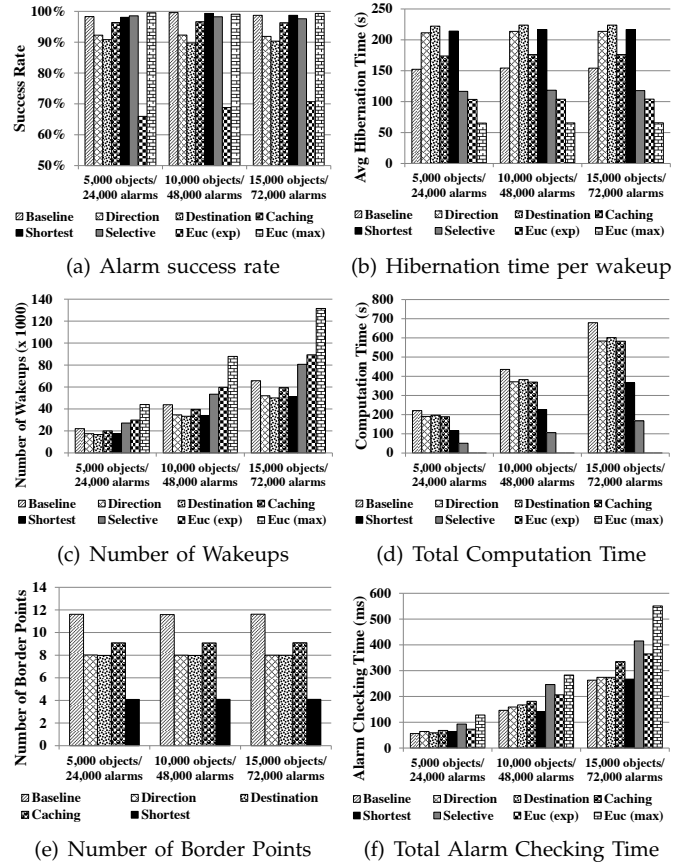 100%
90%
80%
70%
60%
50%
Success Rate
5,000 objects/ 24,000 alarms
10,000 objects/ 48,000 alarms
15,000 objects/ 72,000 alarms
Baseline Direction Destination Caching
Shortest Selective Euc (exp) Euc (max)
(a) Alarm success rate
250
200
150
100
50
0
Avg Hibernation Time (s)
5,000 objects/ 24,000 alarms
10,000 objects/ 48,000 alarms
15,000 objects/ 72,000 alarms
Baseline Direction Destination Caching
Shortest Selective Euc (exp) Euc (max)
(b) Hibernation time per wakeup
140
120
100
80
60
40
20
0
Number of Wakeups (x 1000)
5,000 objects/ 24,000 alarms
10,000 objects/ 48,000 alarms
15,000 objects/ 72,000 alarms
Baseline Direction Destination Caching
Shortest Selective Euc (exp) Euc (max)
(c) Number of Wakeups
800
700
600
500
400
300
200
100
0
Computation Time (s)
5,000 objects/ 24,000 alarms
10,000 objects/ 48,000 alarms
15,000 objects/ 72,000 alarms
Baseline Direction Destination Caching
Shortest Selective Euc (exp) Euc (max)
(d) Total Computation Time
14
12
10
8
6
4
2
0
Number of Border Points
5,000 objects/ 24,000 alarms
10,000 objects/ 48,000 alarms
15,000 objects/ 72,000 alarms
Baseline Direction Destination
Caching Shortest
(e) Number of Border Points
600
500
400
300
200
100
0
Alarm Checking Time (ms)
5,000 objects/ 24,000 alarms
10,000 objects/ 48,000 alarms
15,000 objects/ 72,000 alarms
Baseline Direction Destination Caching
Shortest Selective Euc (exp) Euc (max)
(f) Total Alarm Checking Time